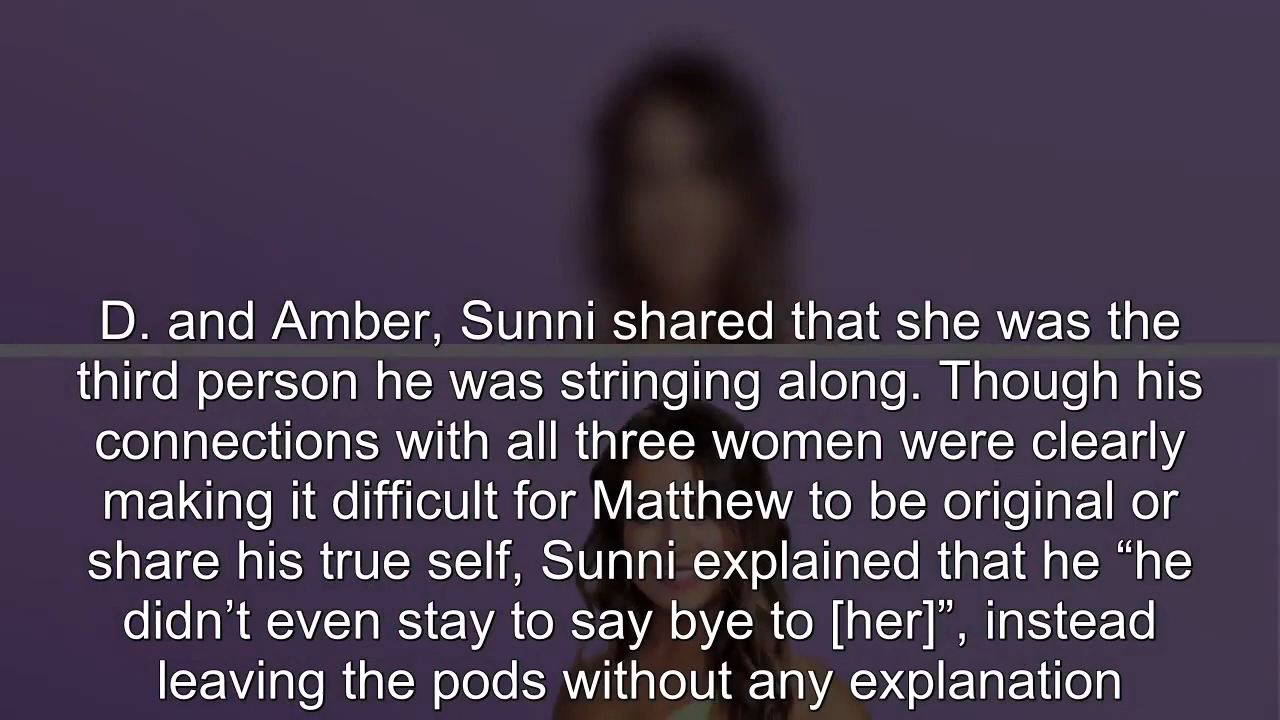 D. and Amber, Sunni shared that she was the
third person he was stringing along. Though his
connections with all three women were clearly
making it difficult for Matthew to be original or
share his true self, Sunni explained that he “he
didn’t even stay to say bye to [her]”, instead
leaving the pods without any explanation